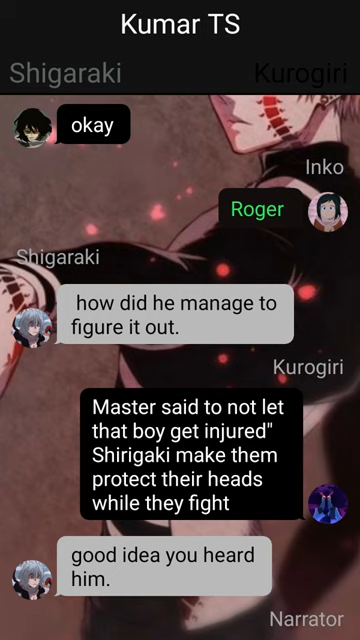 Kumar TS
Shigaraki
Kurogiri
okay
Inko
Roger
Shigaraki
how did he manage to
figure it out.
Kurogiri
Master said to not let
that boy get injured"
Shirigaki make them
protect their heads
while they fight
good idea you heard
him.
Narrator